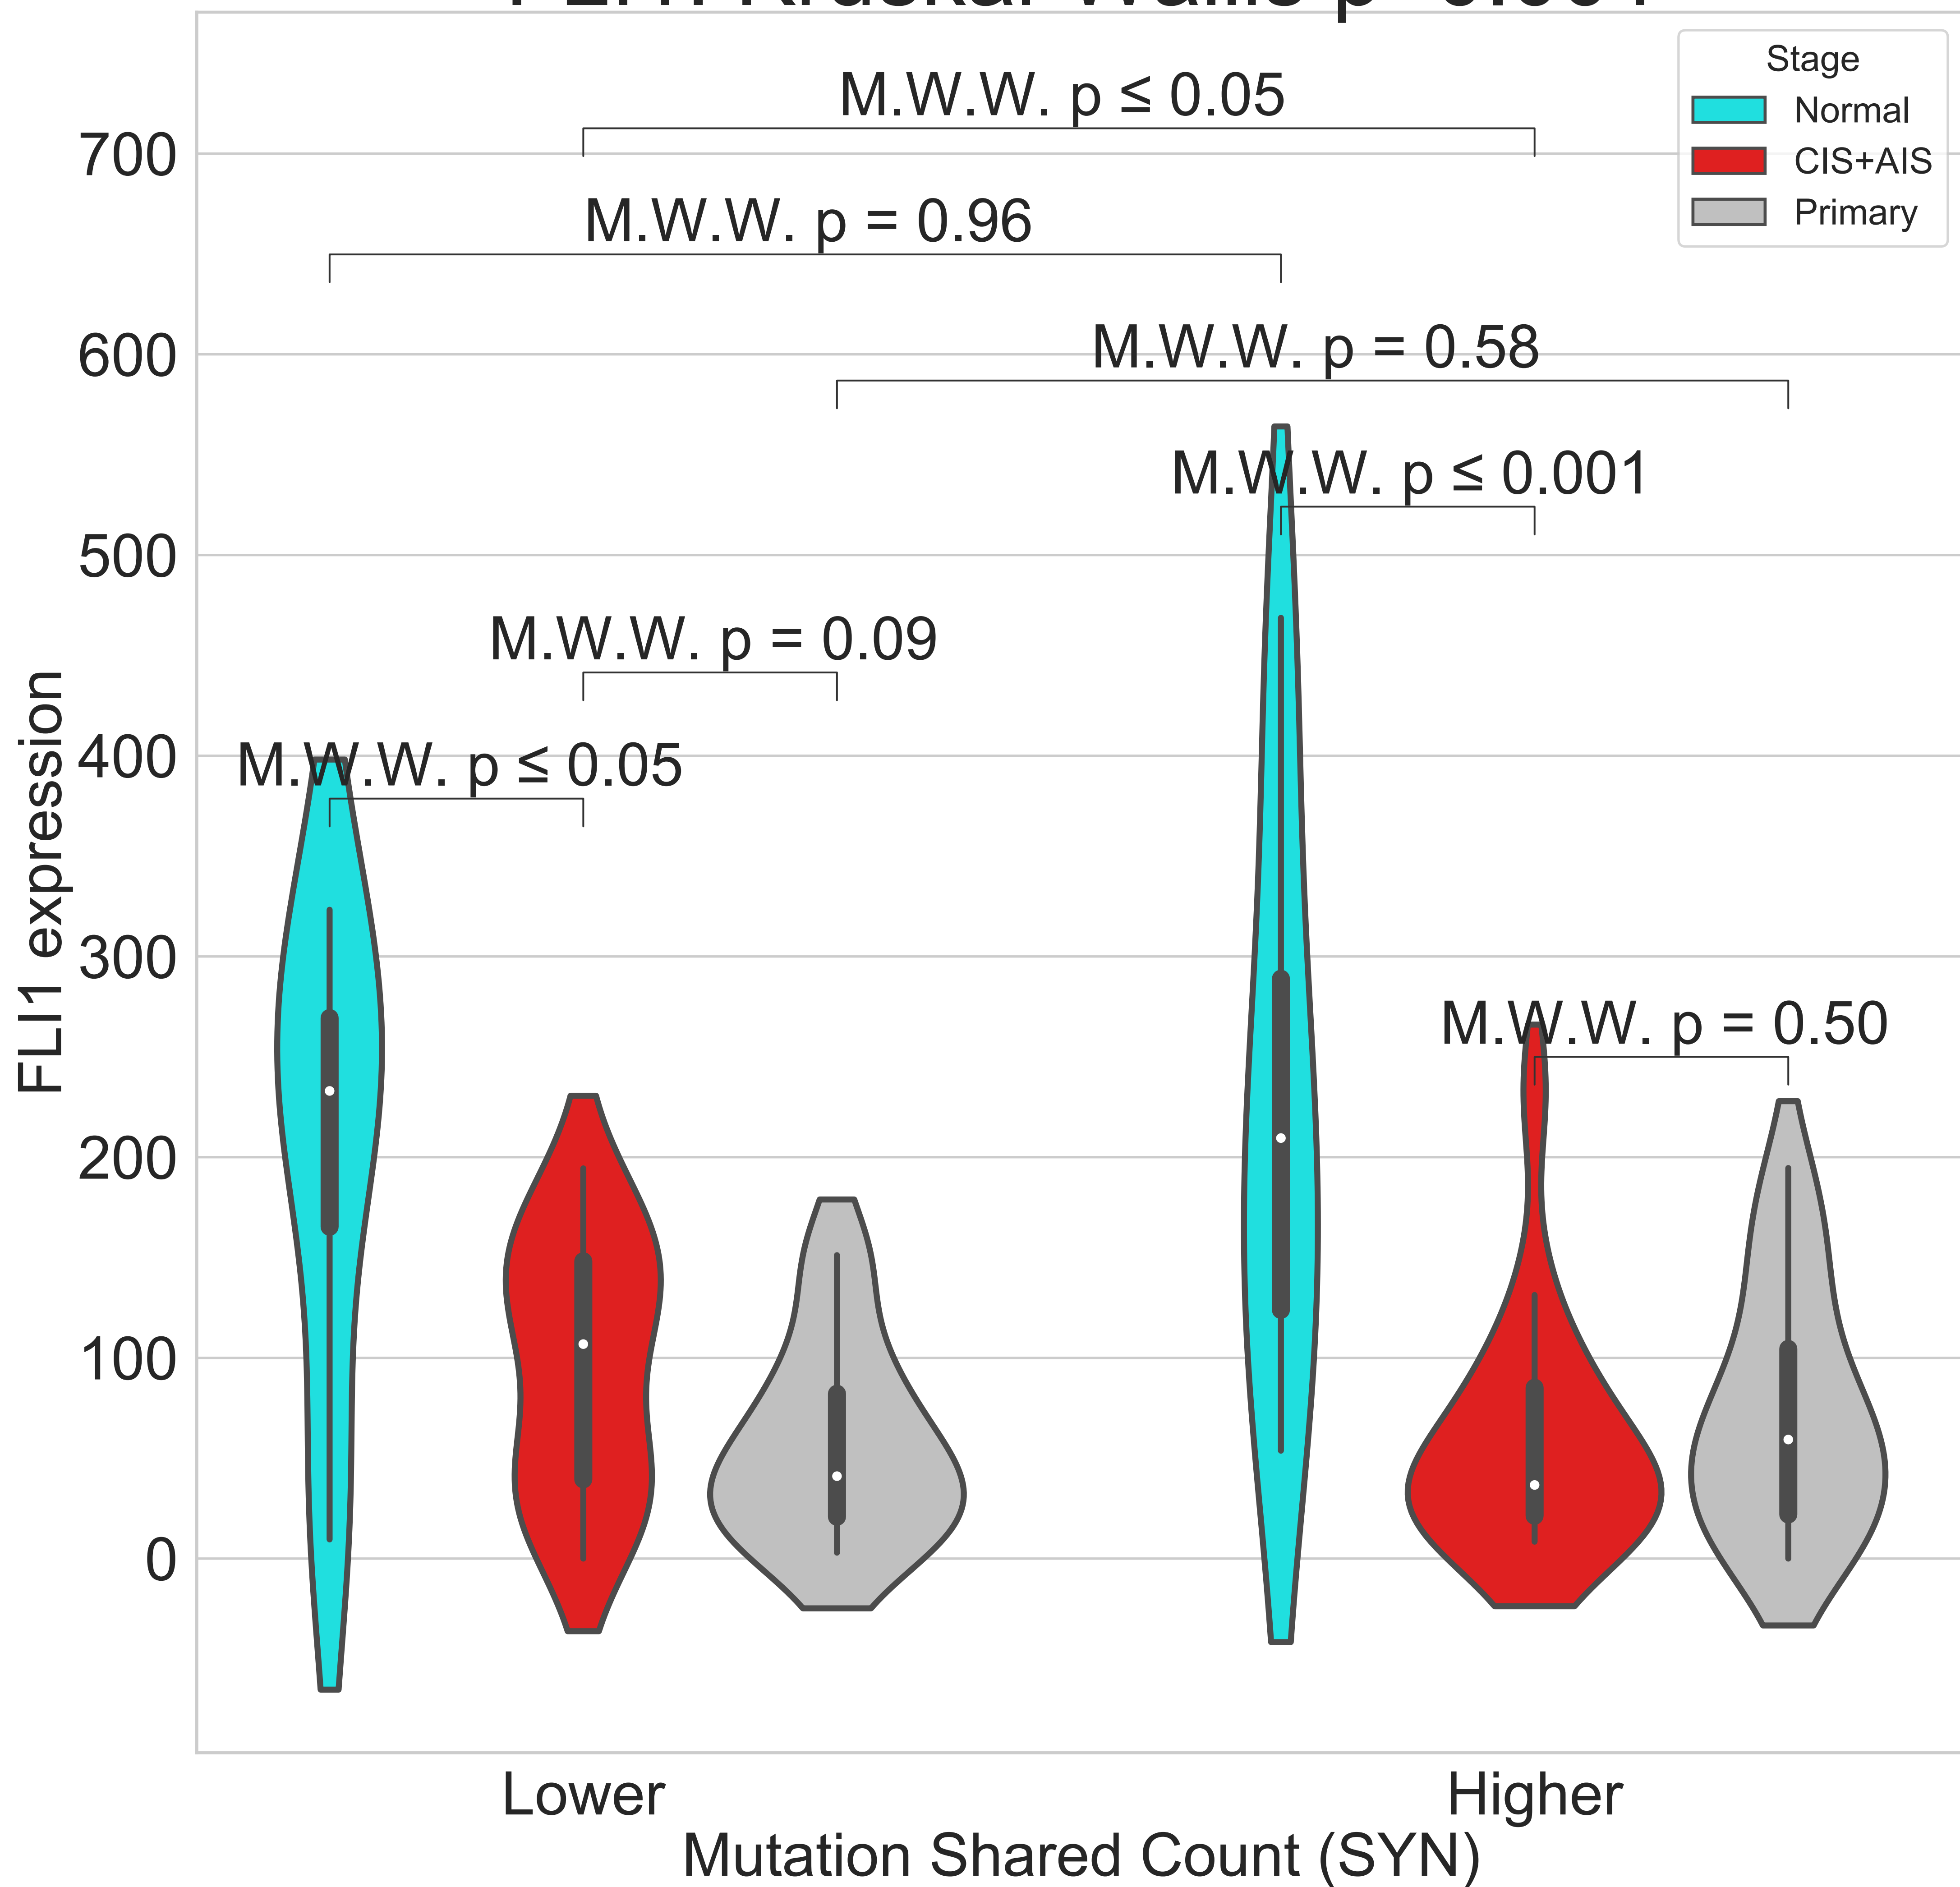 Stage
Normal
CIS+AIS
Primary
M.W.W. p ≤ 0.05
M.W.W. p = 0.96
M.W.W. p = 0.58
M.W.W. p ≤ 0.001
M.W.W. p = 0.09
M.W.W. p ≤ 0.05
M.W.W. p = 0.50
700
600
500
400
300
200
100
0
FLI1 expression
Lower
Higher
Mutation Shared Count (SYN)